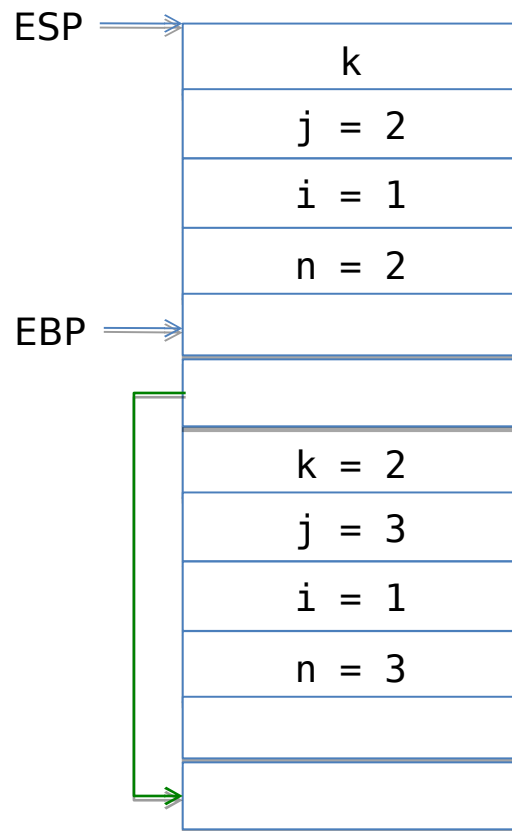 ESP
k
j = 2
i = 1
n = 2
EBP
k = 2
j = 3
i = 1
n = 3